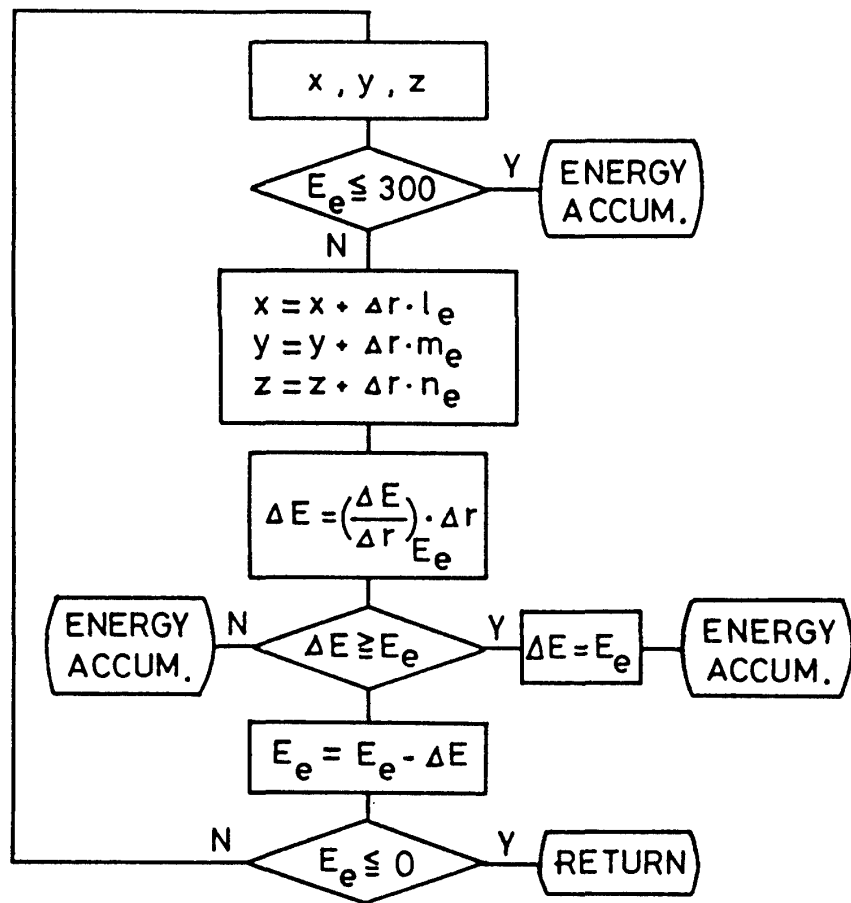 x , y , z
E_e ≦ 300
Y
ENERGY
ACCUM.
N
x = x + Δr · l_e
y = y + Δr · m_e
z = z + Δr · n_e
ΔE = (ΔE/Δr)_{E_e} · Δr
ENERGY
ACCUM.
N
ΔE ≧ E_e
Y
ΔE = E_e
ENERGY
ACCUM.
E_e = E_e - ΔE
N
E_e ≦ 0
Y
RETURN